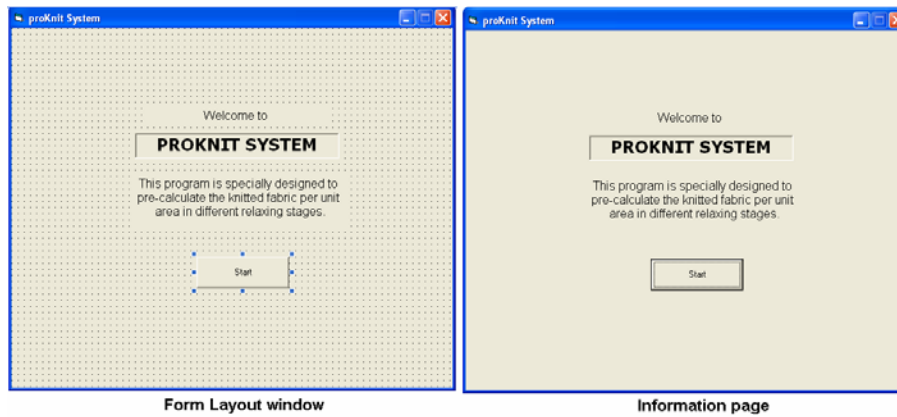 proKnit System
Welcome to
PROKNIT SYSTEM
This program is specially designed to
pre-calculate the knitted fabric per unit
area in different relaxing stages.
Start
Form Layout window
proKnit System
Welcome to
PROKNIT SYSTEM
This program is specially designed to
pre-calculate the knitted fabric per unit
area in different relaxing stages.
Start
Information page